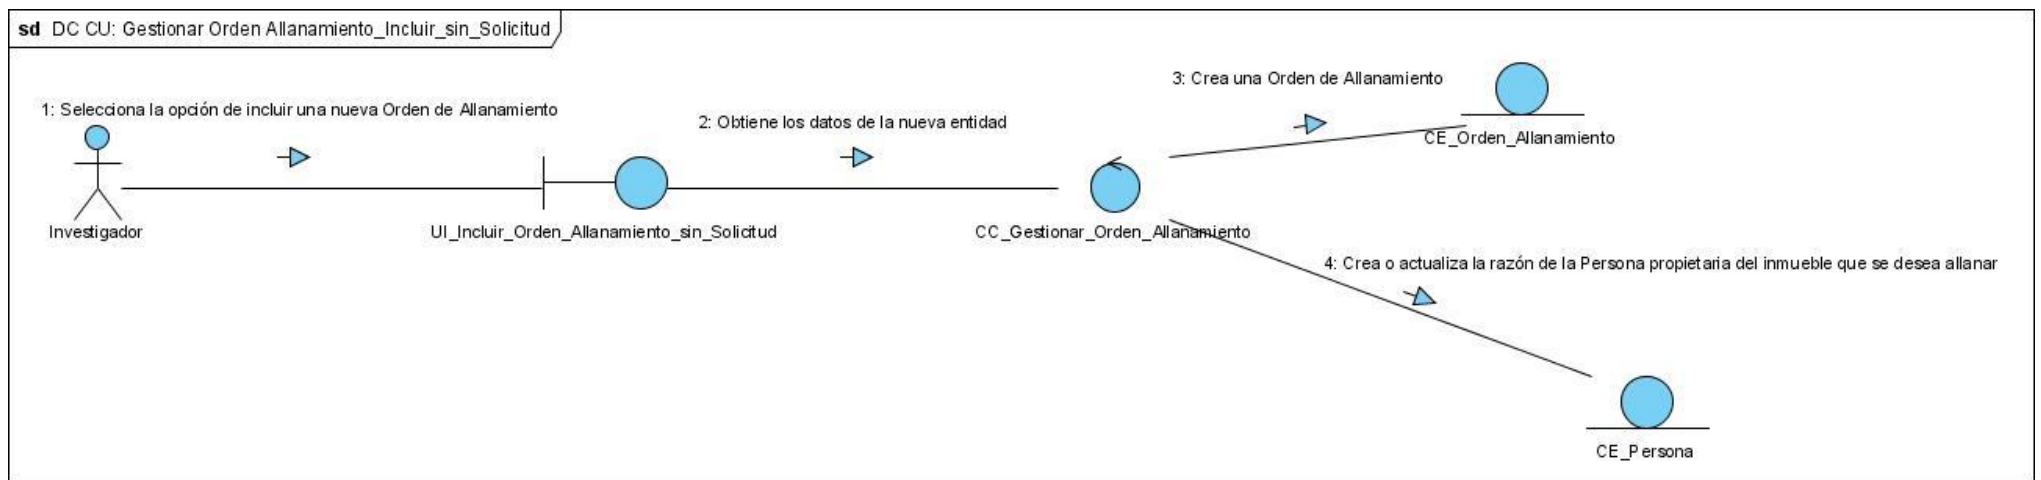 sd DC CU: Gestionar Orden Allanamiento_Incluir_sin_Solicitud
1: Selecciona la opción de incluir una nueva Orden de Allanamiento
2: Obtiene los datos de la nueva entidad
3: Crea una Orden de Allanamiento
CE_Orden_Allanamiento
Investigador
UI_Incluir_Orden_Allanamiento_sin_Solicitud
CC_Gestionar_Orden_Allanamiento
4: Crea o actualiza la razón de la Persona propietaria del inmueble que se desea allanar
CE_Persona